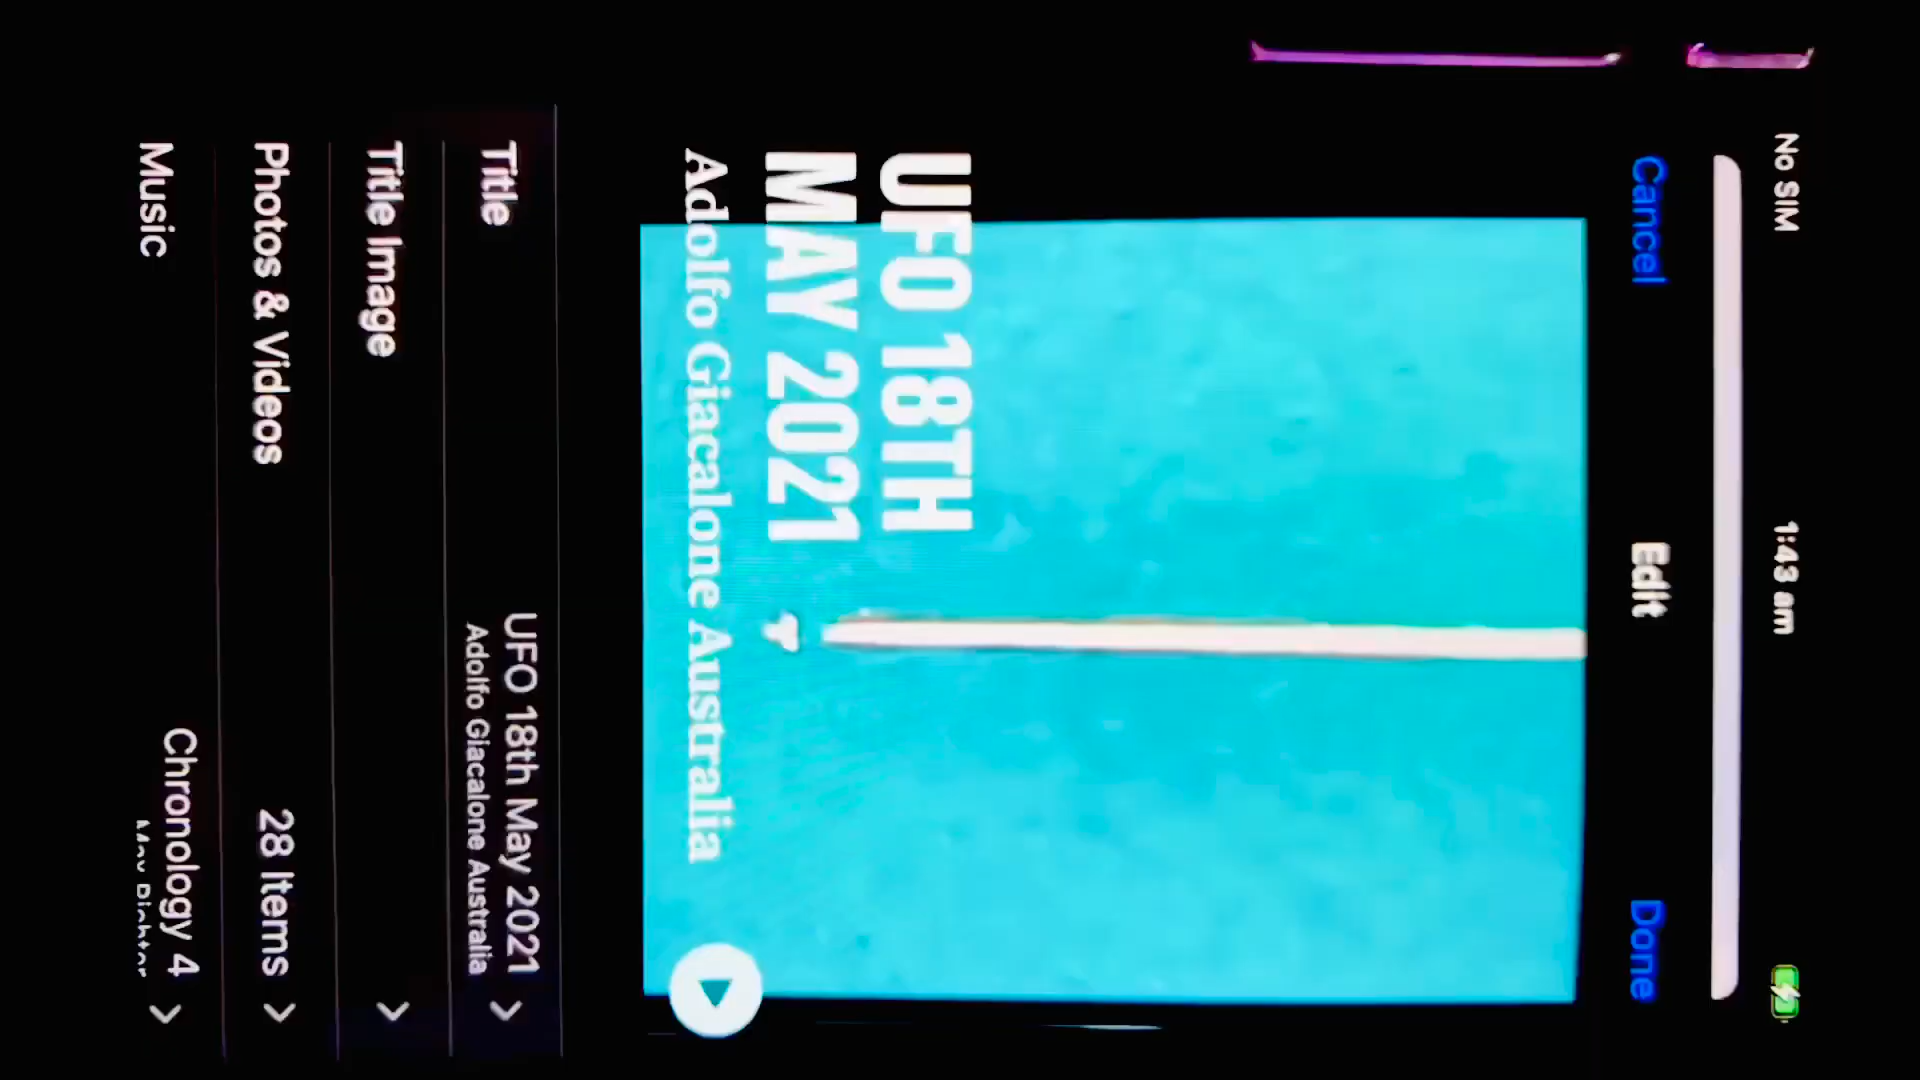 No SIM 1:43 am
Cancel Edit Done
UFO 18TH
MAY 2021
Adolfo Giacalone Australia
Title UFO 18th May 2021
Adolfo Giacalone Australia
Title Image
Photos & Videos 28 Items
Music Chronology 4